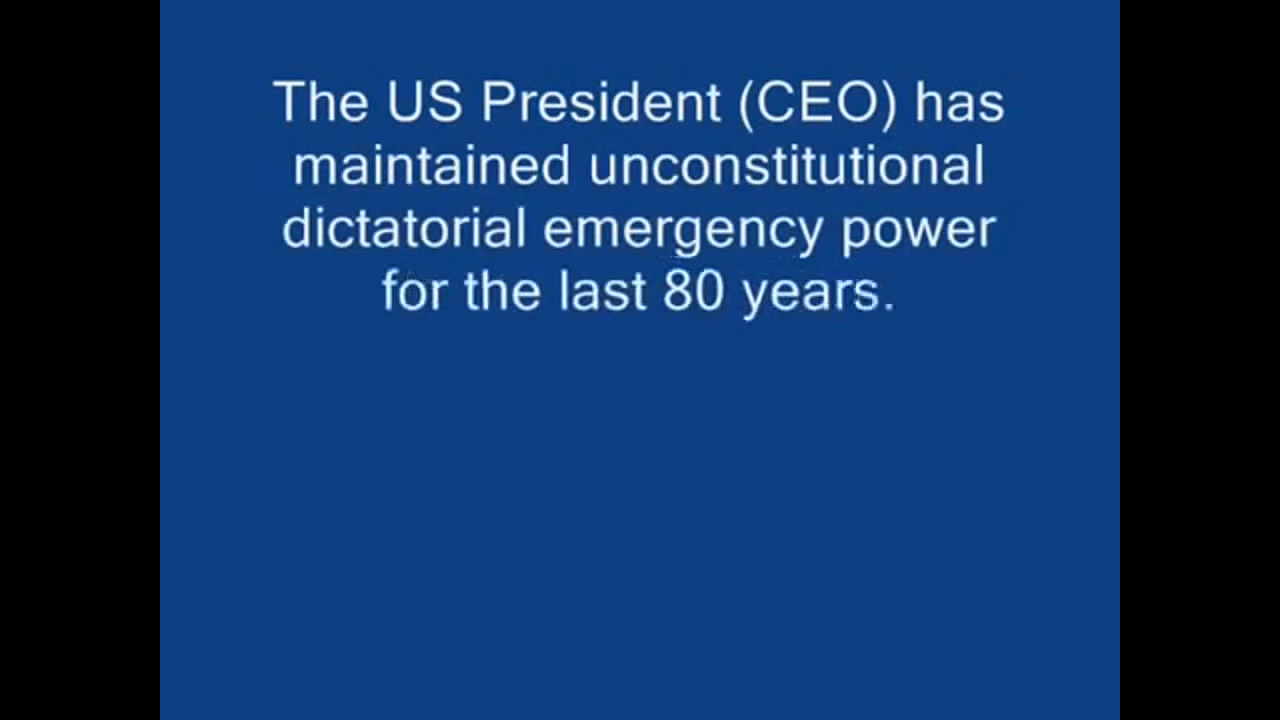 The US President (CEO) has
maintained unconstitutional
dictatorial emergency power
for the last 80 years.